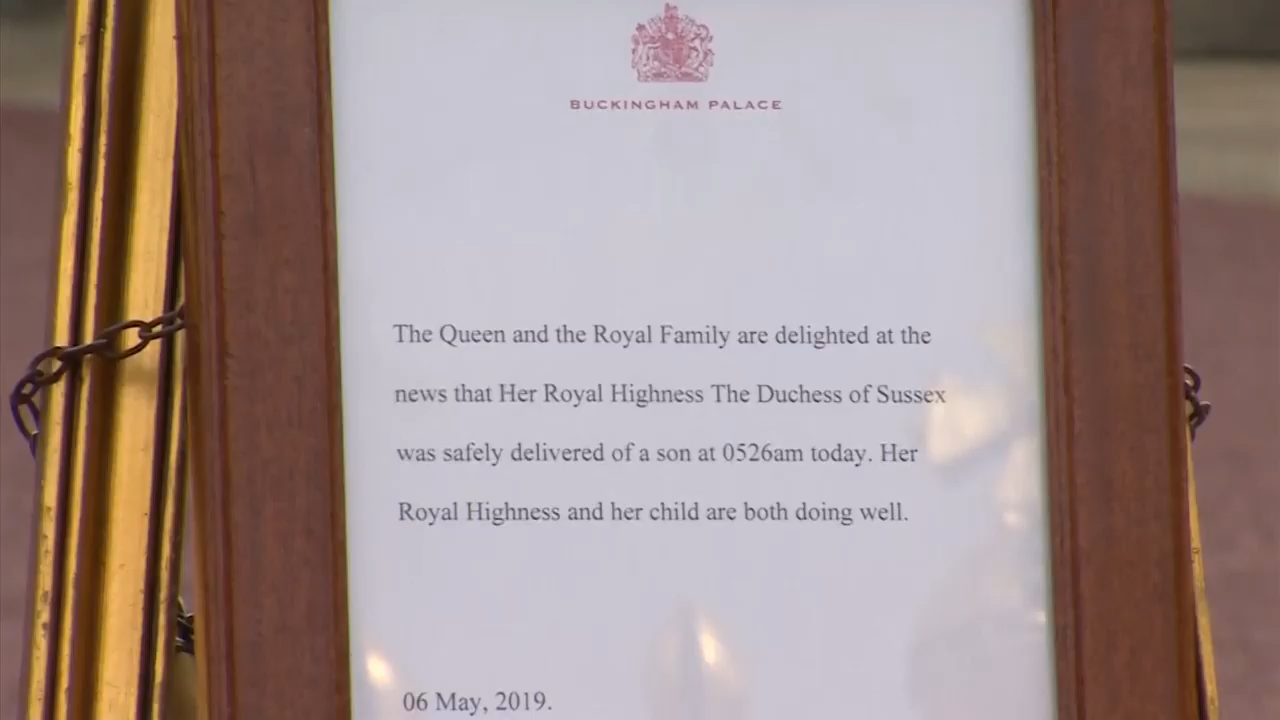 BUCKINGHAM PALACE
The Queen and the Royal Family are delighted at the
news that Her Royal Highness The Duchess of Sussex
was safely delivered of a son at 0526am today. Her
Royal Highness and her child are both doing well.
06 May, 2019.